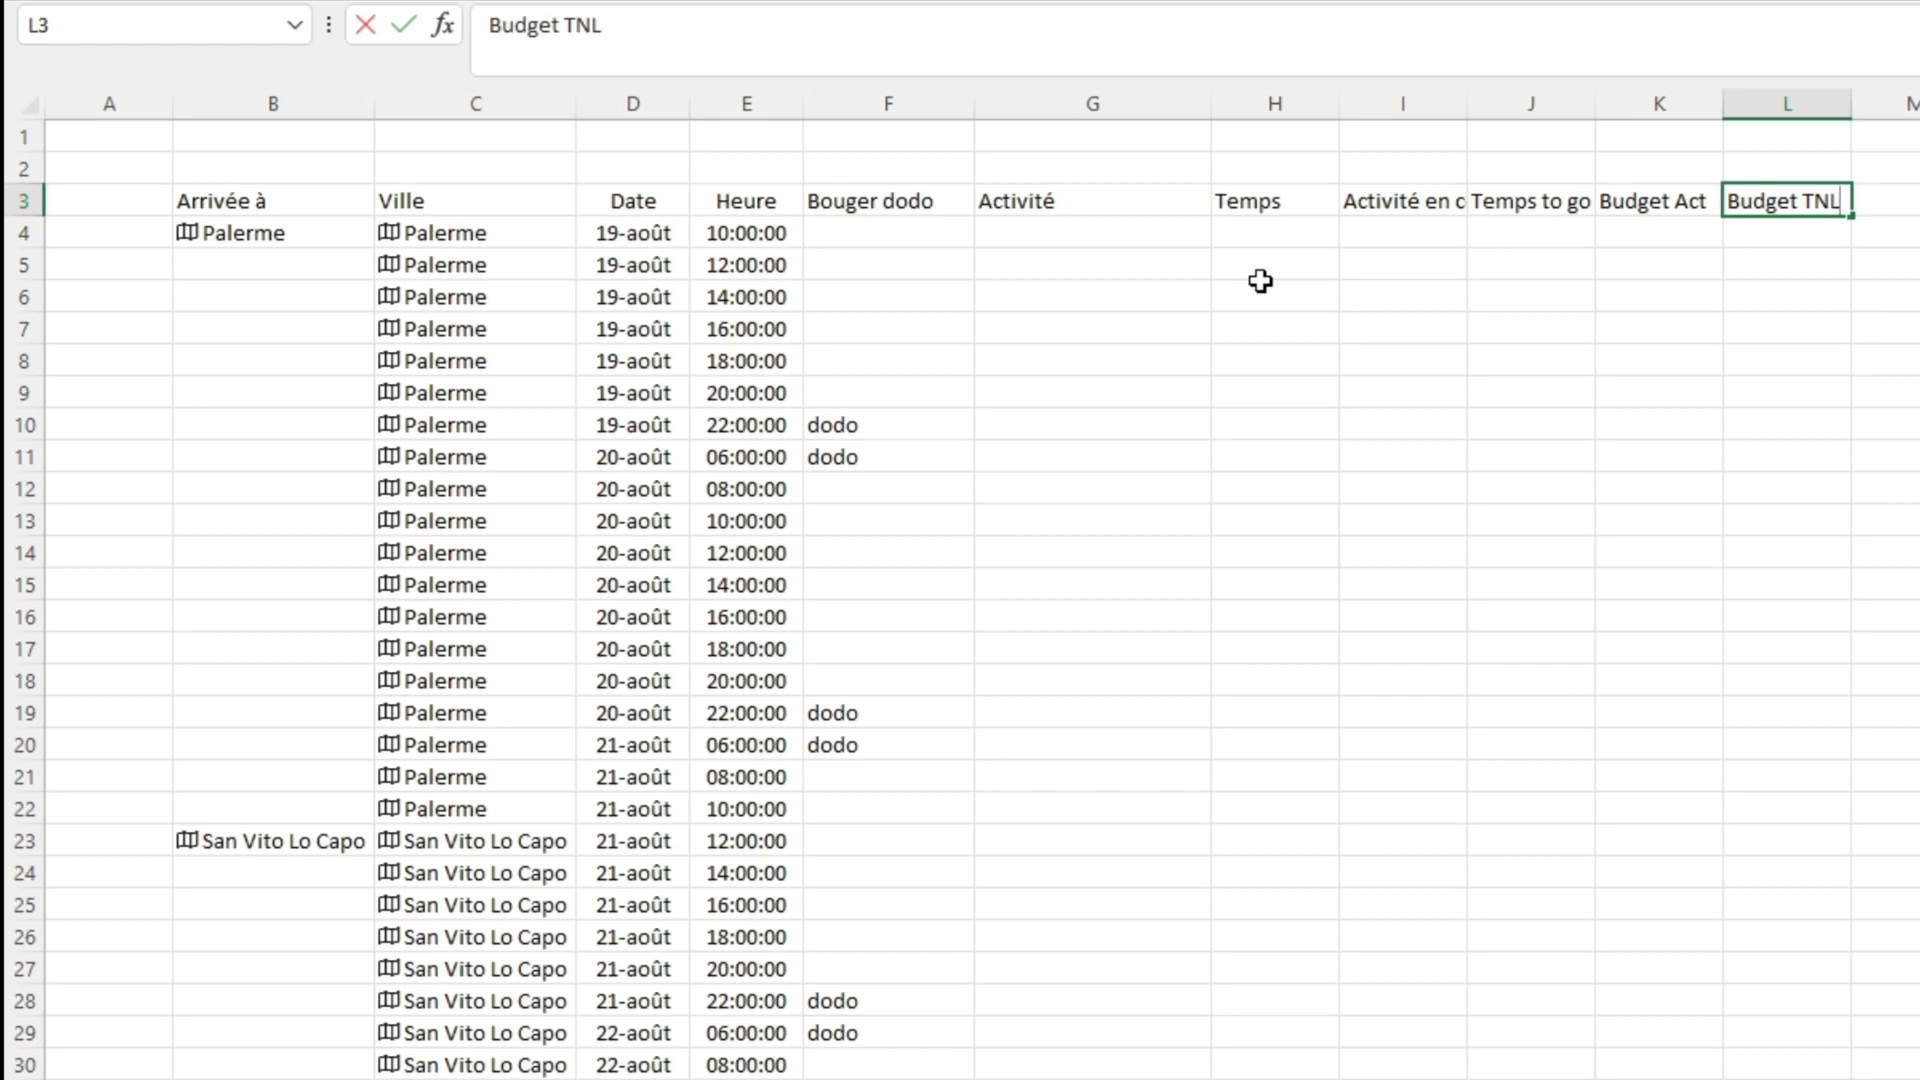 L3 fx Budget TNL
A B C D E F G H I J K L M
1
2
3 Arrivée à Ville Date Heure Bouger dodo Activité Temps Activité en c Temps to go Budget Act Budget TNL
4 Palerme Palerme 19-août 10:00:00
5 Palerme 19-août 12:00:00
6 Palerme 19-août 14:00:00
7 Palerme 19-août 16:00:00
8 Palerme 19-août 18:00:00
9 Palerme 19-août 20:00:00
10 Palerme 19-août 22:00:00 dodo
11 Palerme 20-août 06:00:00 dodo
12 Palerme 20-août 08:00:00
13 Palerme 20-août 10:00:00
14 Palerme 20-août 12:00:00
15 Palerme 20-août 14:00:00
16 Palerme 20-août 16:00:00
17 Palerme 20-août 18:00:00
18 Palerme 20-août 20:00:00
19 Palerme 20-août 22:00:00 dodo
20 Palerme 21-août 06:00:00 dodo
21 Palerme 21-août 08:00:00
22 Palerme 21-août 10:00:00
23 San Vito Lo Capo San Vito Lo Capo 21-août 12:00:00
24 San Vito Lo Capo 21-août 14:00:00
25 San Vito Lo Capo 21-août 16:00:00
26 San Vito Lo Capo 21-août 18:00:00
27 San Vito Lo Capo 21-août 20:00:00
28 San Vito Lo Capo 21-août 22:00:00 dodo
29 San Vito Lo Capo 22-août 06:00:00 dodo
30 San Vito Lo Capo 22-août 08:00:00